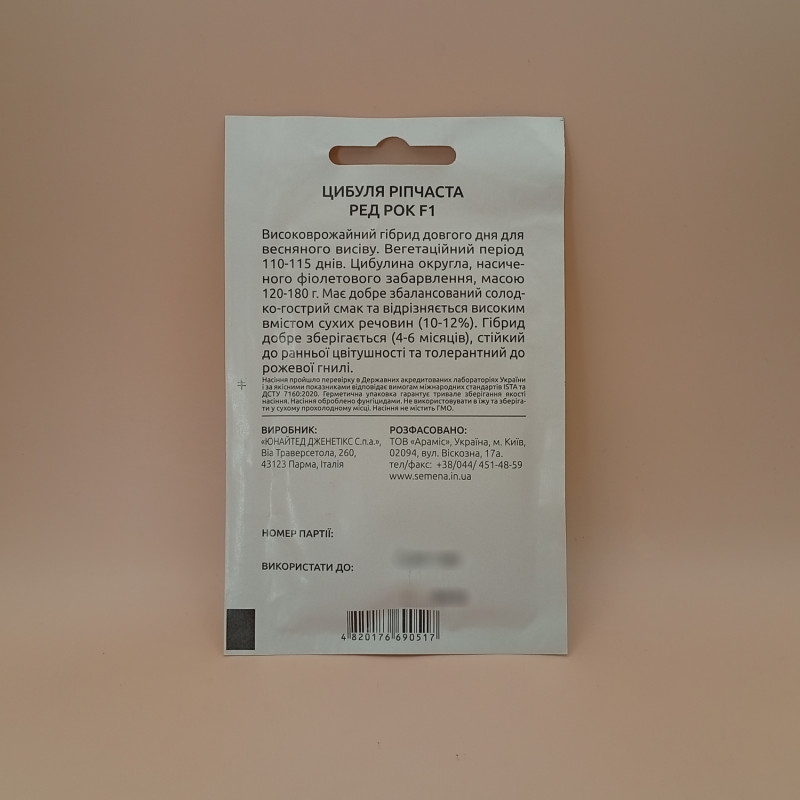 ЦИБУЛЯ РІПЧАСТА
РЕД РОК F1
Високоврожайний гібрид довгого дня для
весняного висіву. Вегетаційний період
110-115 днів. Цибулина округла, насиче-
ного фіолетового забарвлення, масою
120-180 г. Має добре збалансований солод-
ко-гострий смак та відрізняється високим
вмістом сухих речовин (10-12%). Гібрид
добре зберігається (4-6 місяців), стійкий
до ранньої цвітушності та толерантний до
рожевої гнилі.
Насіння пройшло перевірку в Державних акредитованих лабораторіях України
і за якісними показниками відповідає вимогам міжнародних стандартів ISTA та
ДСТУ 7160:2020. Герметична упаковка гарантує тривале зберігання якості
насіння. Насіння оброблено фунгіцидами. Не використовувати в їжу та зберіга-
ти у сухому прохолодному місці. Насіння не містить ГМО.
ВИРОБНИК:
«ЮНАЙТЕД ДЖЕНЕТІКС С.п.а.»,
Віа Траверсетола, 260,
43123 Парма, Італія
РОЗФАСОВАНО:
ТОВ «Араміс», Україна, м. Київ,
02094, вул. Віскозна, 17а.
тел/факс: +38/044/ 451-48-59
www.semena.in.ua
НОМЕР ПАРТІЇ:
ВИКОРИСТАТИ ДО:
4 820176 690517